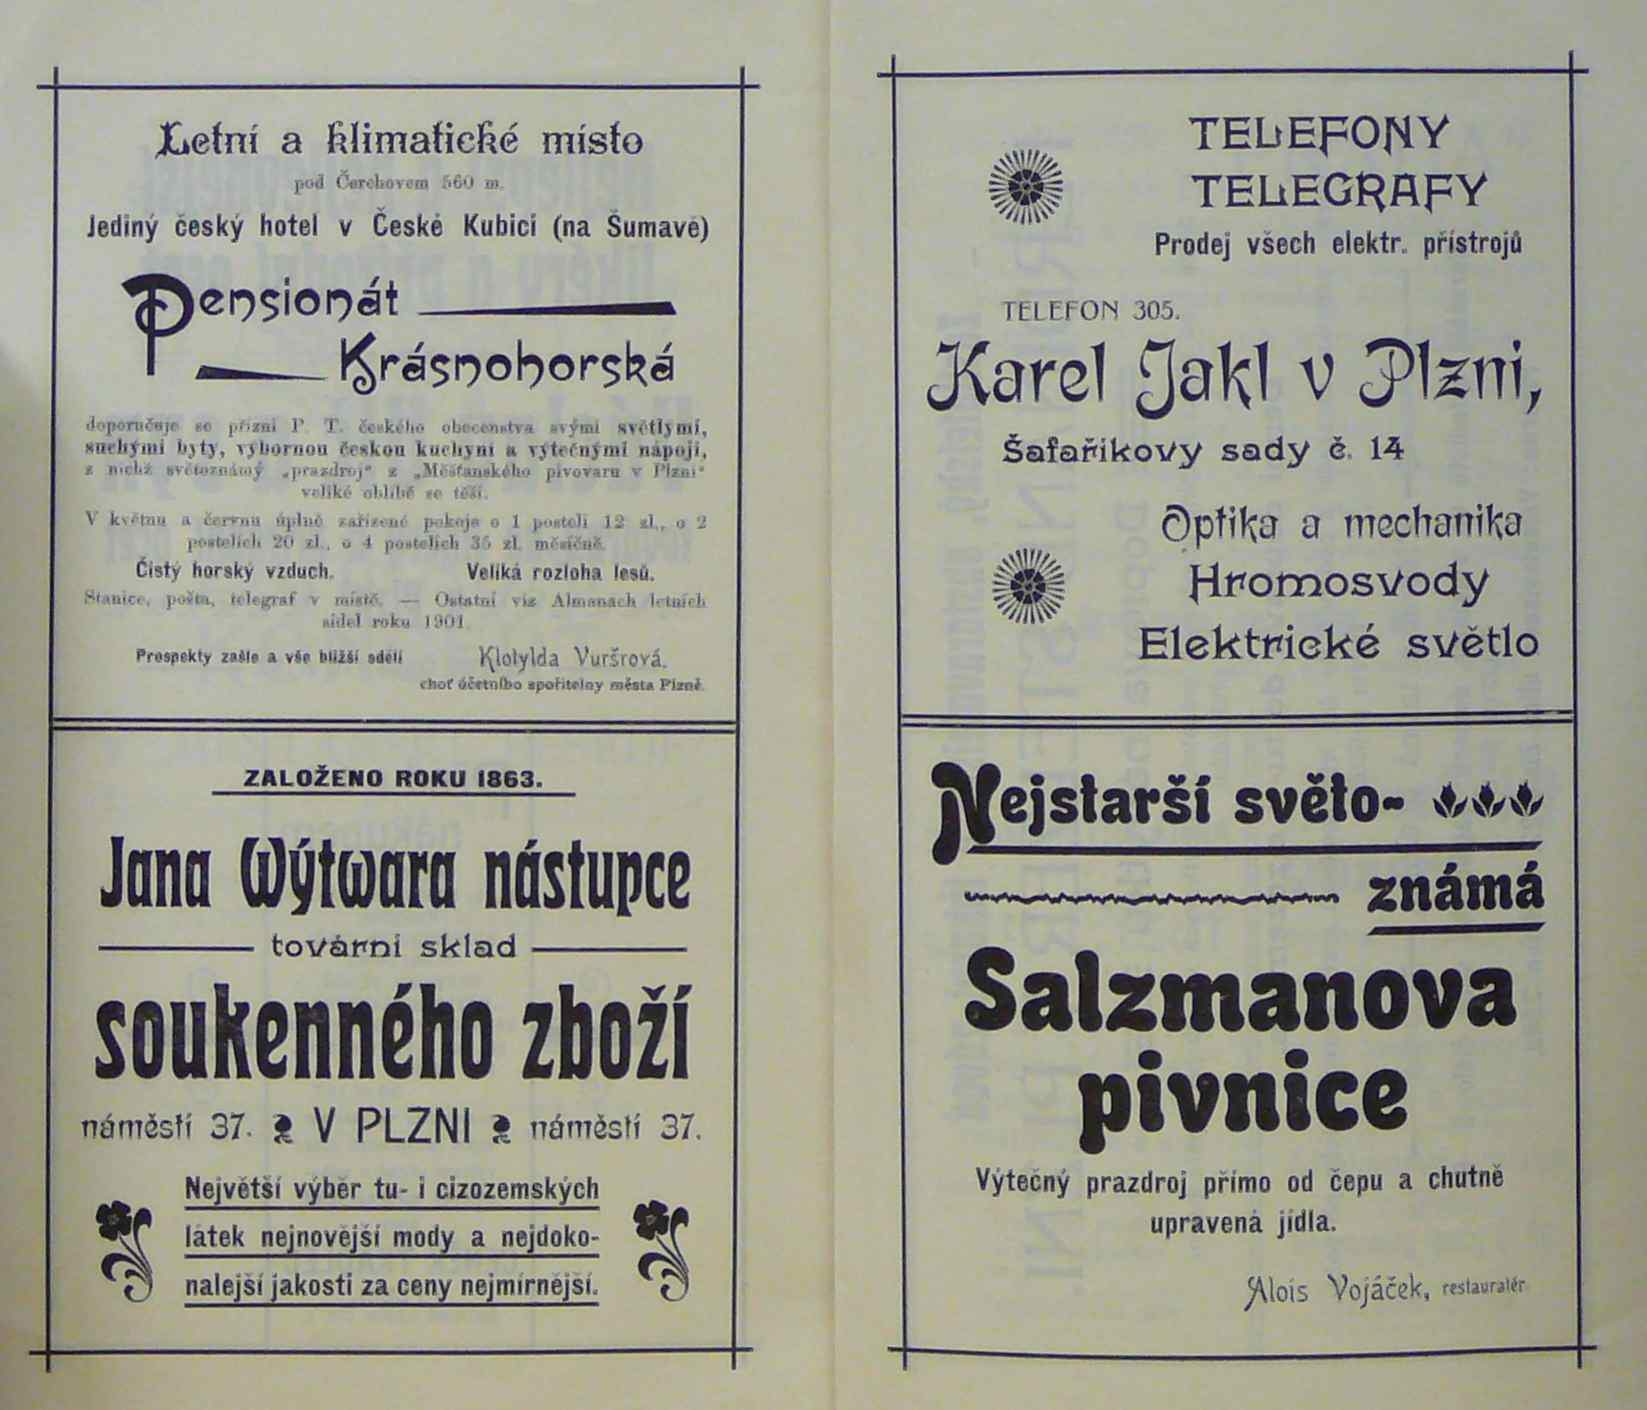 Letní a klimatické místo
pod Čerchovem 560 m.
Jediný český hotel v České Kubici (na Šumavě)
Pensionát
Krásnohorská
doporučuje se přízni P. T. českého obecenstva svými světlými,
suchými byty, výbornou českou kuchyní a výtečnými nápoji,
z nichž světoznámý „prazdroj“ z „Měšťanského pivovaru v Plzni“
veliké oblibě se těší.
V květnu a červnu úplně zařízené pokoje o 1 posteli 12 zl., o 2
postelích 20 zl., o 4 postelích 35 zl. měsíčně.
Čistý horský vzduch. Veliká rozloha lesů.
Stanice, pošta, telegraf v místě. — Ostatní viz Almanach letních
sídel roku 1901.
Prospekty zašle a vše bližší sdělí Klotylda Vuršrová,
choť účetního spořitelny města Plzně.
ZALOŽENO ROKU 1863.
Jana Wýtwara nástupce
tovární sklad
soukenného zboží
náměstí 37. V PLZNI náměstí 37.
Největší výběr tu- i cizozemských
látek nejnovější mody a nejdoko-
nalejší jakosti za ceny nejmírnější.
TELEFONY
TELEGRAFY
Prodej všech elektr. přístrojů
TELEFON 305.
Karel Jakl v Plzni,
Šafaříkovy sady č. 14
Optika a mechanika
Hromosvody
Elektrické světlo
Nejstarší světo-
známá
Salzmanova
pivnice
Výtečný prazdroj přímo od čepu a chutně
upravená jídla.
Alois Vojáček, restauratér